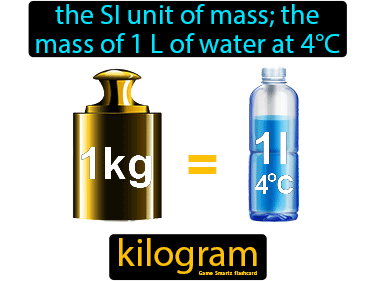 the SI unit of mass; the
mass of 1 L of water at 4°C
1kg = 1l
4°C
kilogram
Game Smartz flashcard